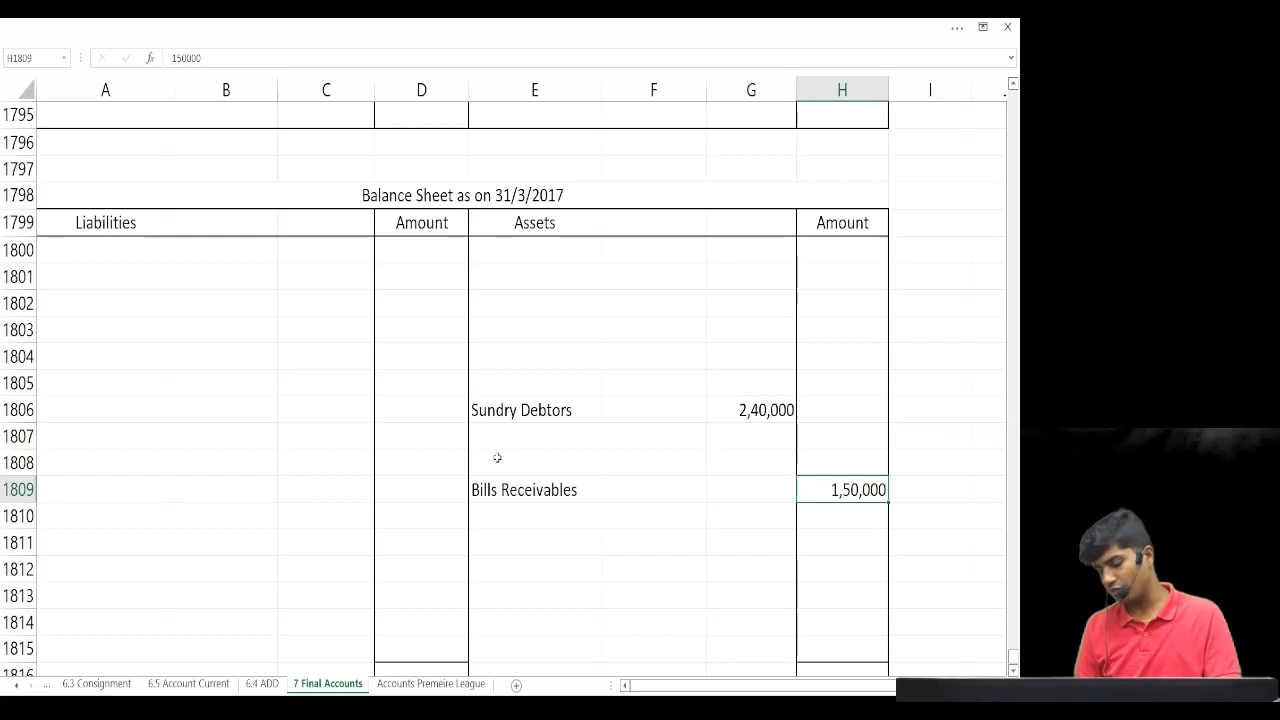 H1809 fx 150000
A B C D E F G H I
1795
1796
1797
1798 Balance Sheet as on 31/3/2017
1799 Liabilities Amount Assets Amount
1800
1801
1802
1803
1804
1805
1806 Sundry Debtors 2,40,000
1807
1808
1809 Bills Receivables 1,50,000
1810
1811
1812
1813
1814
1815
1816
... 6.3 Consignment 6.5 Account Current 6.4 ADD 7 Final Accounts Accounts Premeire League